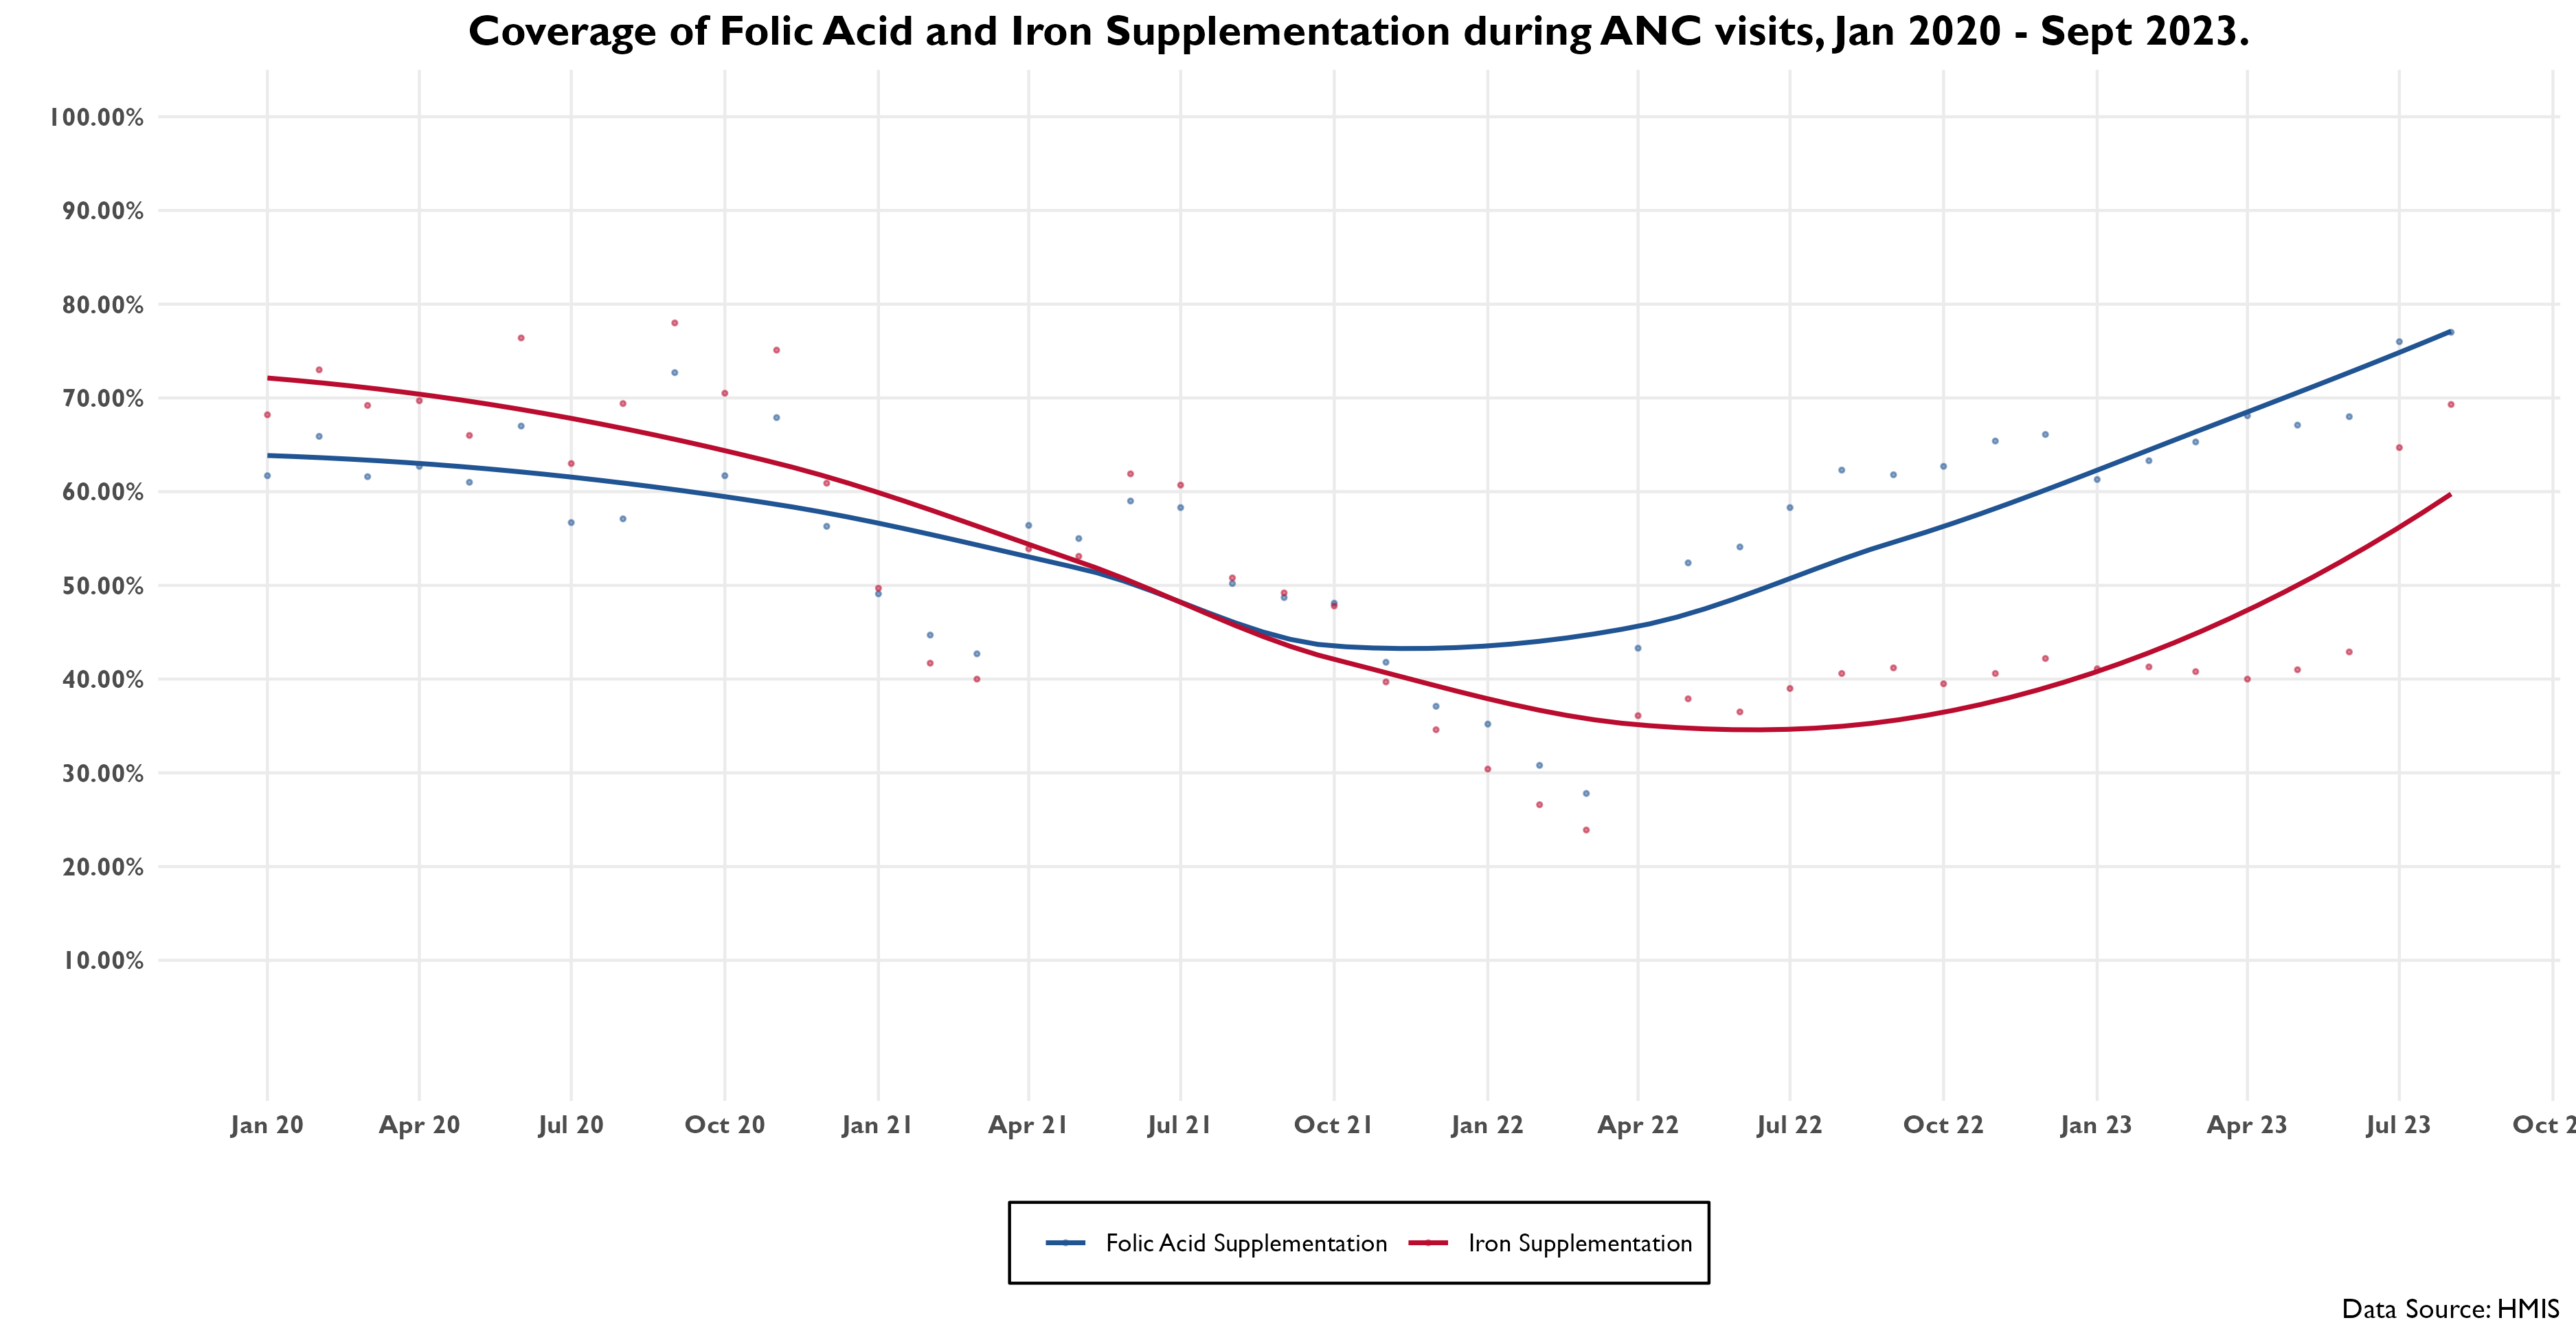 Coverage of Folic Acid and Iron Supplementation during ANC visits, Jan 2020 - Sept 2023.
100.00%
90.00%
80.00%
70.00%
60.00%
50.00%
40.00%
30.00%
20.00%
10.00%
Jan 20 Apr 20 Jul 20 Oct 20 Jan 21 Apr 21 Jul 21 Oct 21 Jan 22 Apr 22 Jul 22 Oct 22 Jan 23 Apr 23 Jul 23 Oct 2
Folic Acid Supplementation Iron Supplementation
Data Source: HMIS